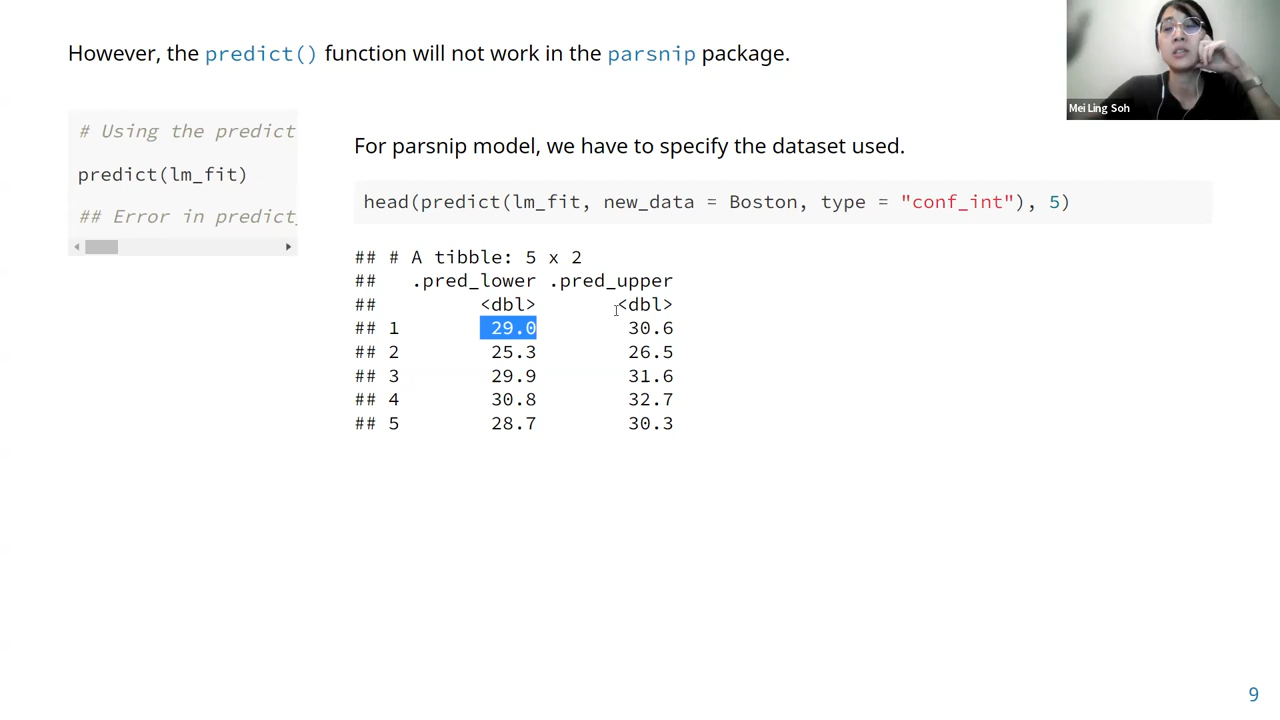 However, the predict() function will not work in the parsnip package.
Mei Ling Soh
# Using the predict
predict(lm_fit)
## Error in predict_
For parsnip model, we have to specify the dataset used.
head(predict(lm_fit, new_data = Boston, type = "conf_int"), 5)
## # A tibble: 5 x 2
##   .pred_lower .pred_upper
##         <dbl>       <dbl>
## 1        29.0        30.6
## 2        25.3        26.5
## 3        29.9        31.6
## 4        30.8        32.7
## 5        28.7        30.3
9